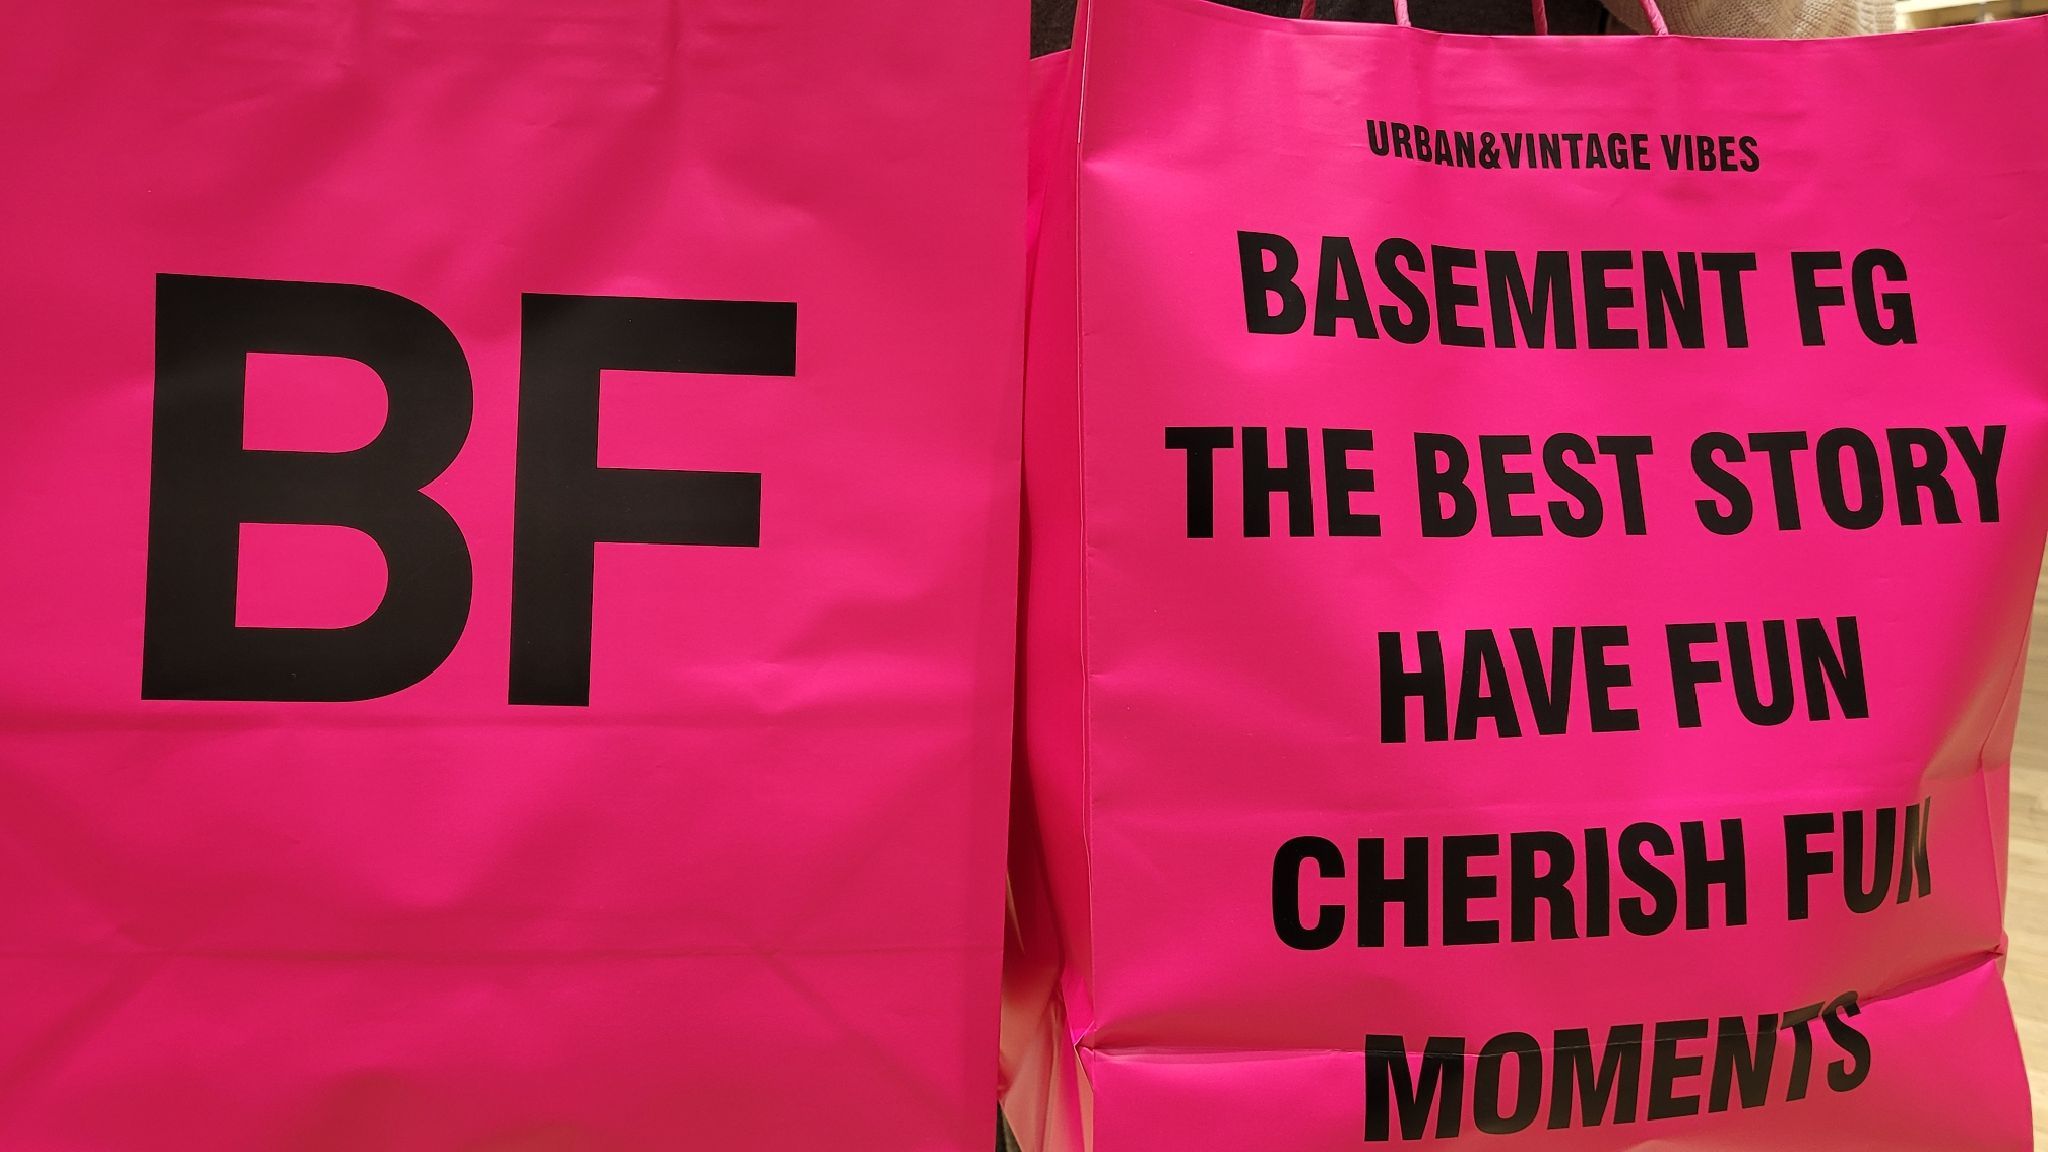 BF
URBAN&VINTAGE VIBES
BASEMENT FG
THE BEST STORY
HAVE FUN
CHERISH FUN
MOMENTS